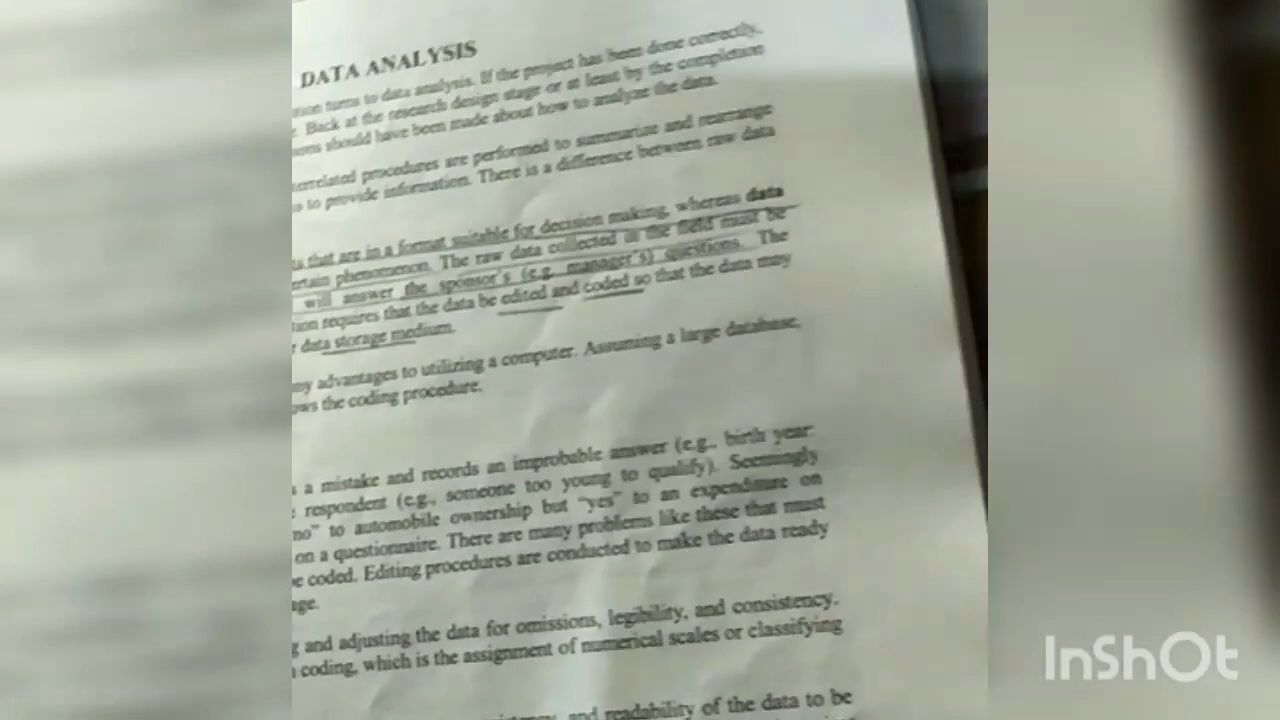 DATA ANALYSIS
turns to data analysis. If the project has been done correctly,
Back at the research design stage or at least by the completion
should have been made about how to analyze the data.
procedures are performed to summarize and rearrange
to provide information. There is a difference between raw data
that are in a format suitable for decision making, whereas data
phenomenon. The raw data collected in the field must be
will answer the sponsor's (e.g. manager's) questions. The
requires that the data be edited and coded so that the data may
data storage medium.
advantages to utilizing a computer. Assuming a large database,
the coding procedure.
a mistake and records an improbable answer (e.g., birth year:
respondent (e.g., someone too young to qualify). Seemingly
no" to automobile ownership but "yes" to an expenditure on
on a questionnaire. There are many problems like these that must
coded. Editing procedures are conducted to make the data ready
and adjusting the data for omissions, legibility, and consistency.
coding, which is the assignment of numerical scales or classifying
and readability of the data to be
InShOt